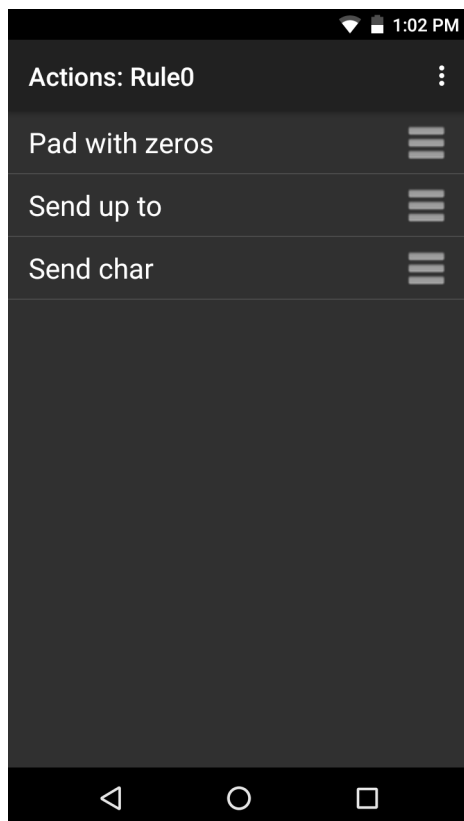 1:02 PM
Actions: Rule0
Pad with zeros
Send up to
Send char